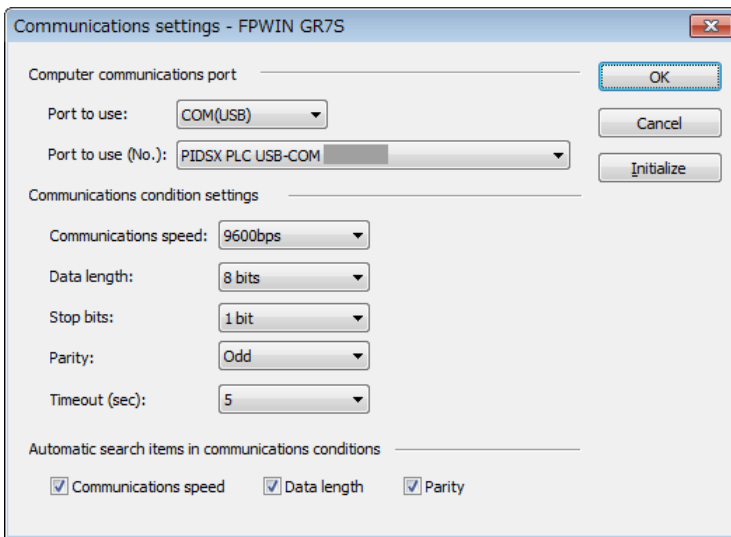 Communications settings - FPWIN GR7S
Computer communications port
OK
Port to use: COM(USB)
Cancel
Port to use (No.): PIDSX PLC USB-COM
Initialize
Communications condition settings
Communications speed: 9600bps
Data length: 8 bits
Stop bits: 1 bit
Parity: Odd
Timeout (sec): 5
Automatic search items in communications conditions
Communications speed Data length Parity